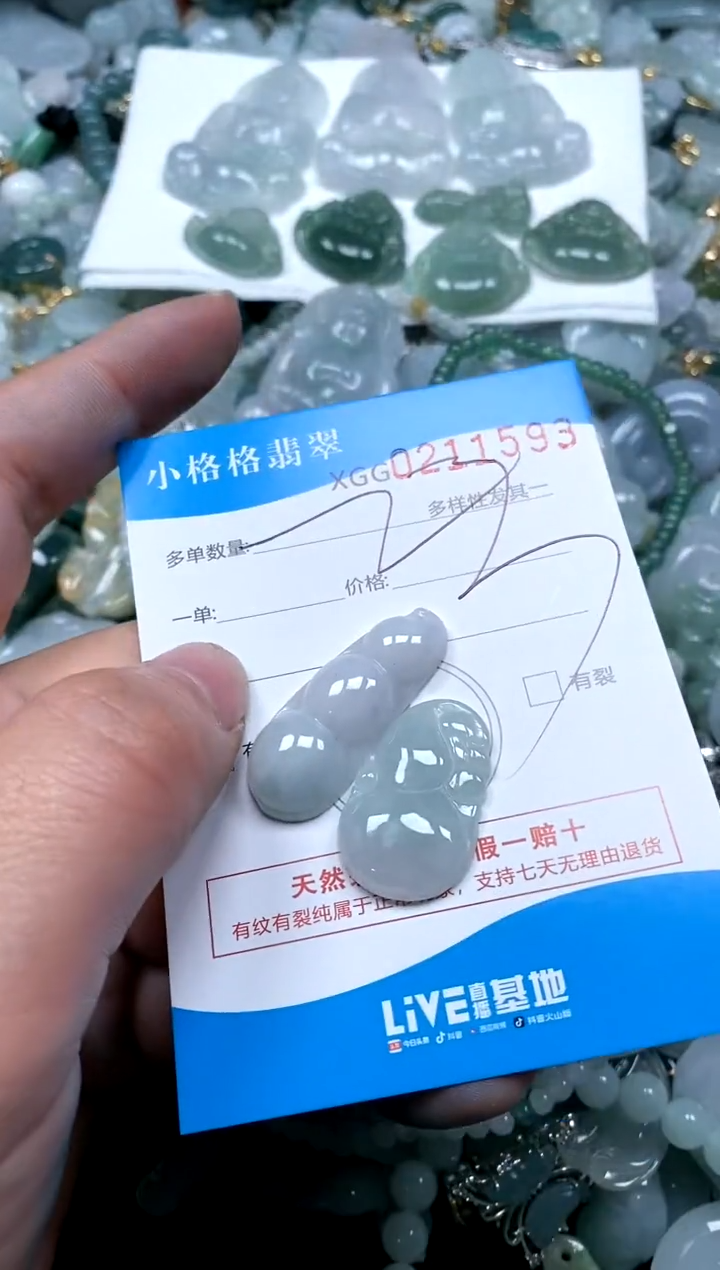 小格格翡翠
XGG0211593
多样性发其一
多单数量:
价格:
一单:
有裂
有
天然 假一赔十
有纹有裂纯属于正 ，支持七天无理由退货
LiVE直播基地
今日头条 抖音 西瓜视频 抖音火山版